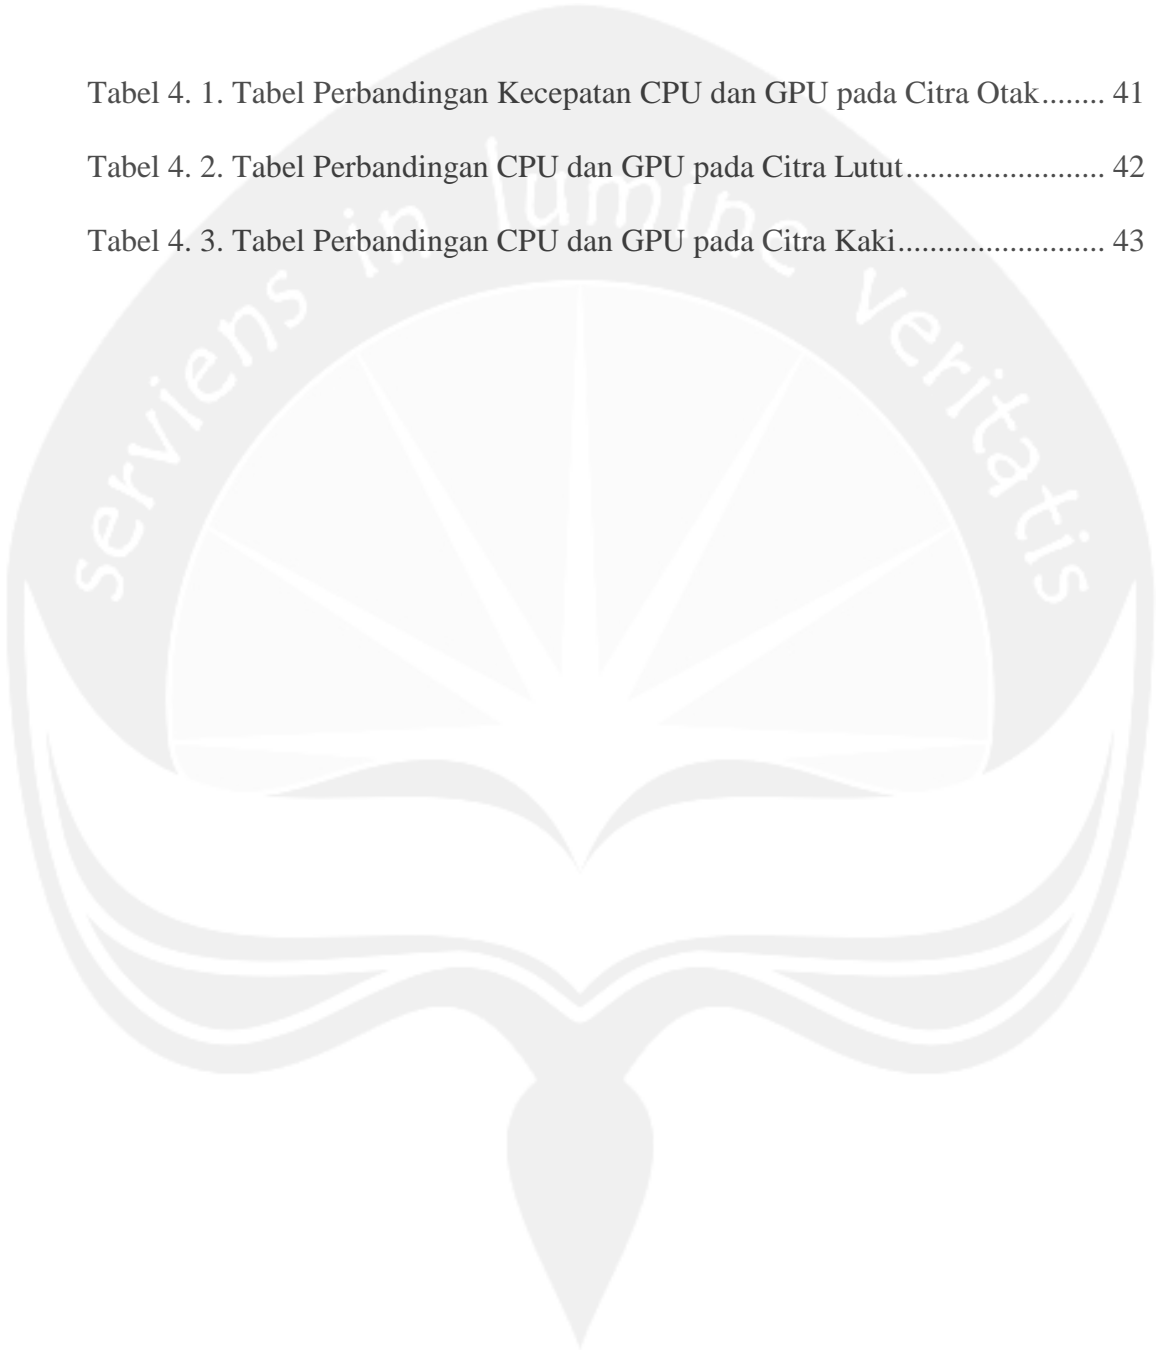 Tabel 4. 1. Tabel Perbandingan Kecepatan CPU dan GPU pada Citra Otak........ 41
Tabel 4. 2. Tabel Perbandingan CPU dan GPU pada Citra Lutut......................... 42
Tabel 4. 3. Tabel Perbandingan CPU dan GPU pada Citra Kaki.......................... 43
serviens in lumine veritatis